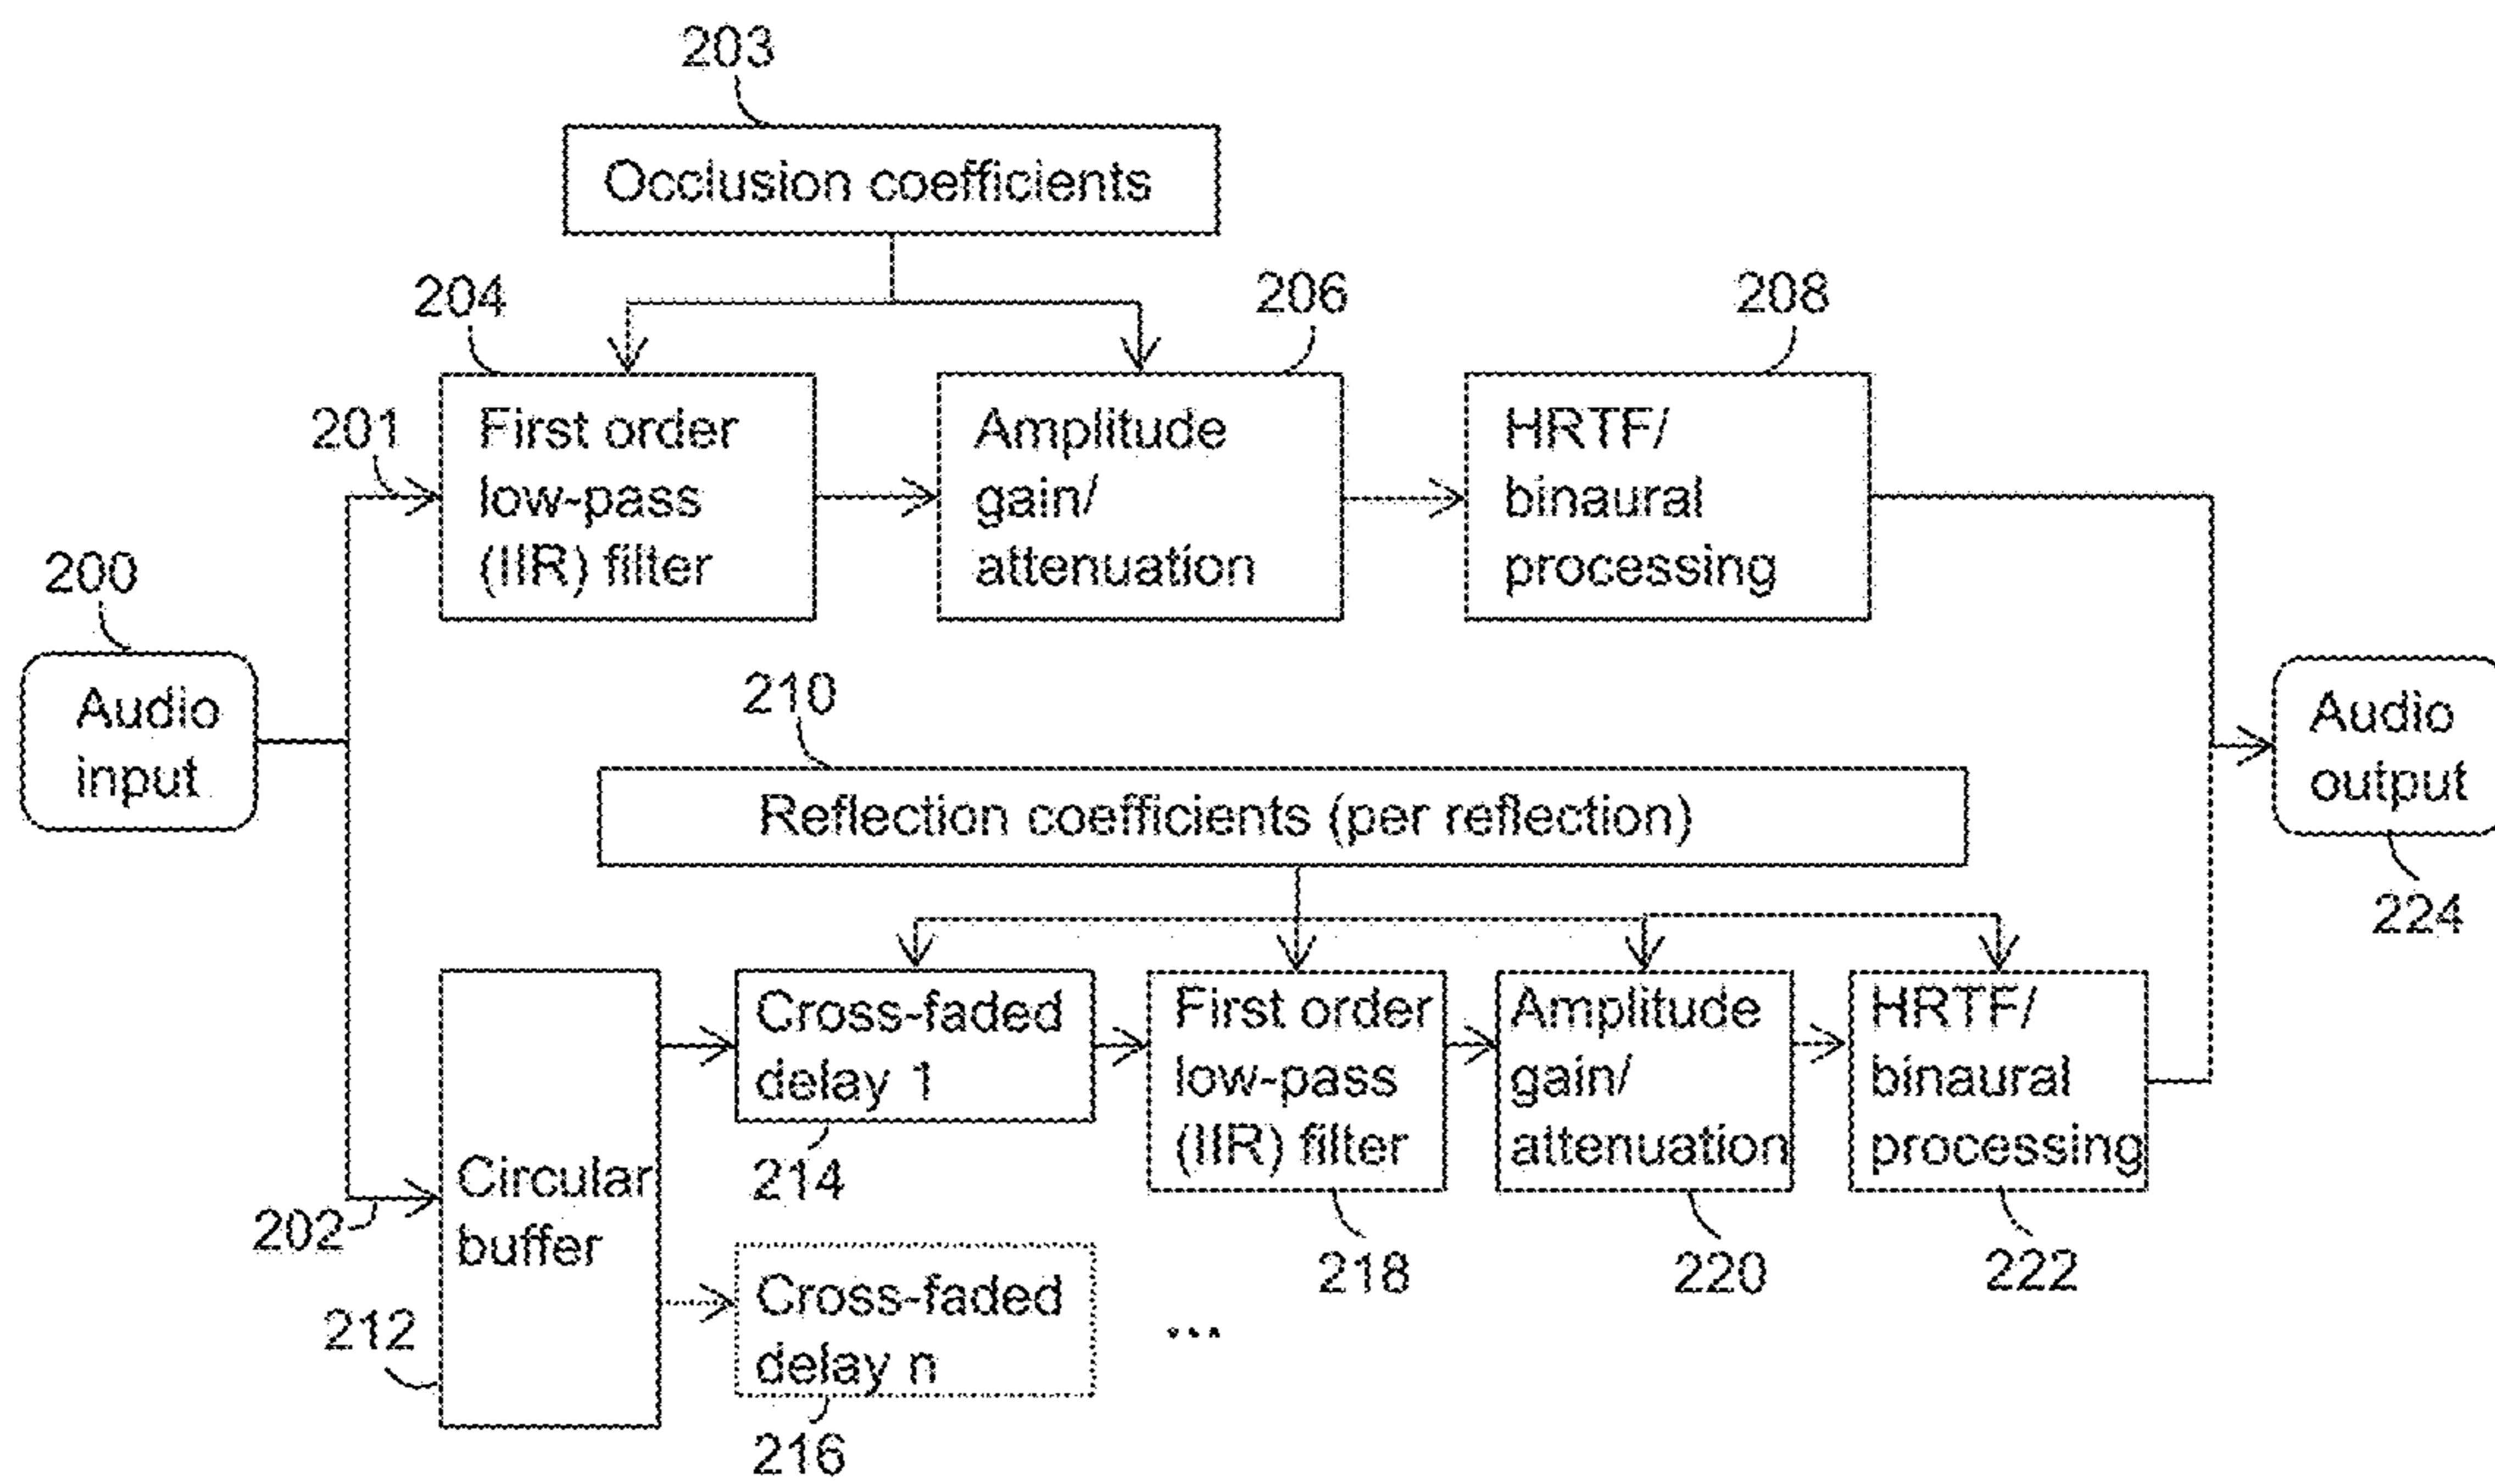 203
Occlusion coefficients
204
206
208
201
First order
low-pass
(IIR) filter
Amplitude
gain/
attenuation
HRTF/
binaural
processing
200
Audio
input
210
Reflection coefficients (per reflection)
Audio
output
224
202
212
Circular
buffer
Cross-faded
delay 1
214
First order
low-pass
(IIR) filter
218
Amplitude
gain/
attenuation
220
HRTF/
binaural
processing
222
Cross-faded
delay n
216
...